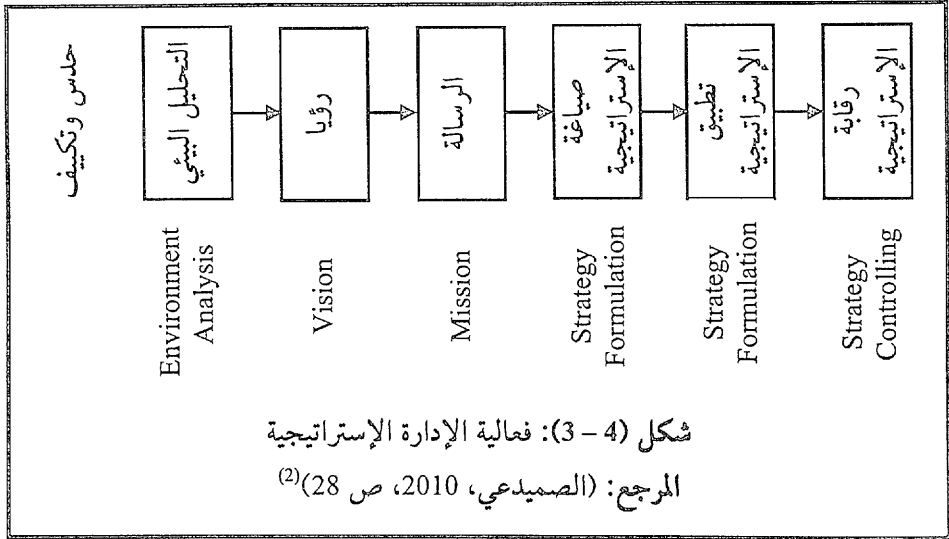 حدس وتكييف
التحليل البيئي
رؤيا
الرسالة
صياغة
الإستراتيجية
تطبيق
الإستراتيجية
رقابة
الإستراتيجية
Environment
Analysis
Vision
Mission
Strategy
Formulation
Strategy
Formulation
Strategy
Controlling
شكل (4 – 3): فعالية الإدارة الإستراتيجية
المرجع: (الصميدعي، 2010، ص 28)(2)